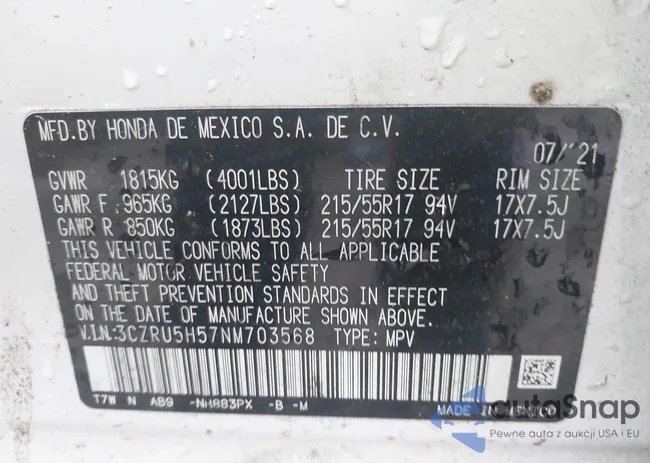 MFD.BY HONDA DE MEXICO S.A. DE C.V.
07/'21
GVWR 1815KG (4001LBS) TIRE SIZE RIM SIZE
GAWR F 965KG (2127LBS) 215/55R17 94V 17X7.5J
GAWR R 850KG (1873LBS) 215/55R17 94V 17X7.5J
THIS VEHICLE CONFORMS TO ALL APPLICABLE
FEDERAL MOTOR VEHICLE SAFETY
AND THEFT PREVENTION STANDARDS IN EFFECT
ON THE DATE OF MANUFACTURE SHOWN ABOVE.
V.I.N:3CZRU5H57NM703568 TYPE: MPV
T7W N AB9 -NH883PX -B -M MADE IN MEXICO
autoSnap
Pewne auta z aukcji USA i EU